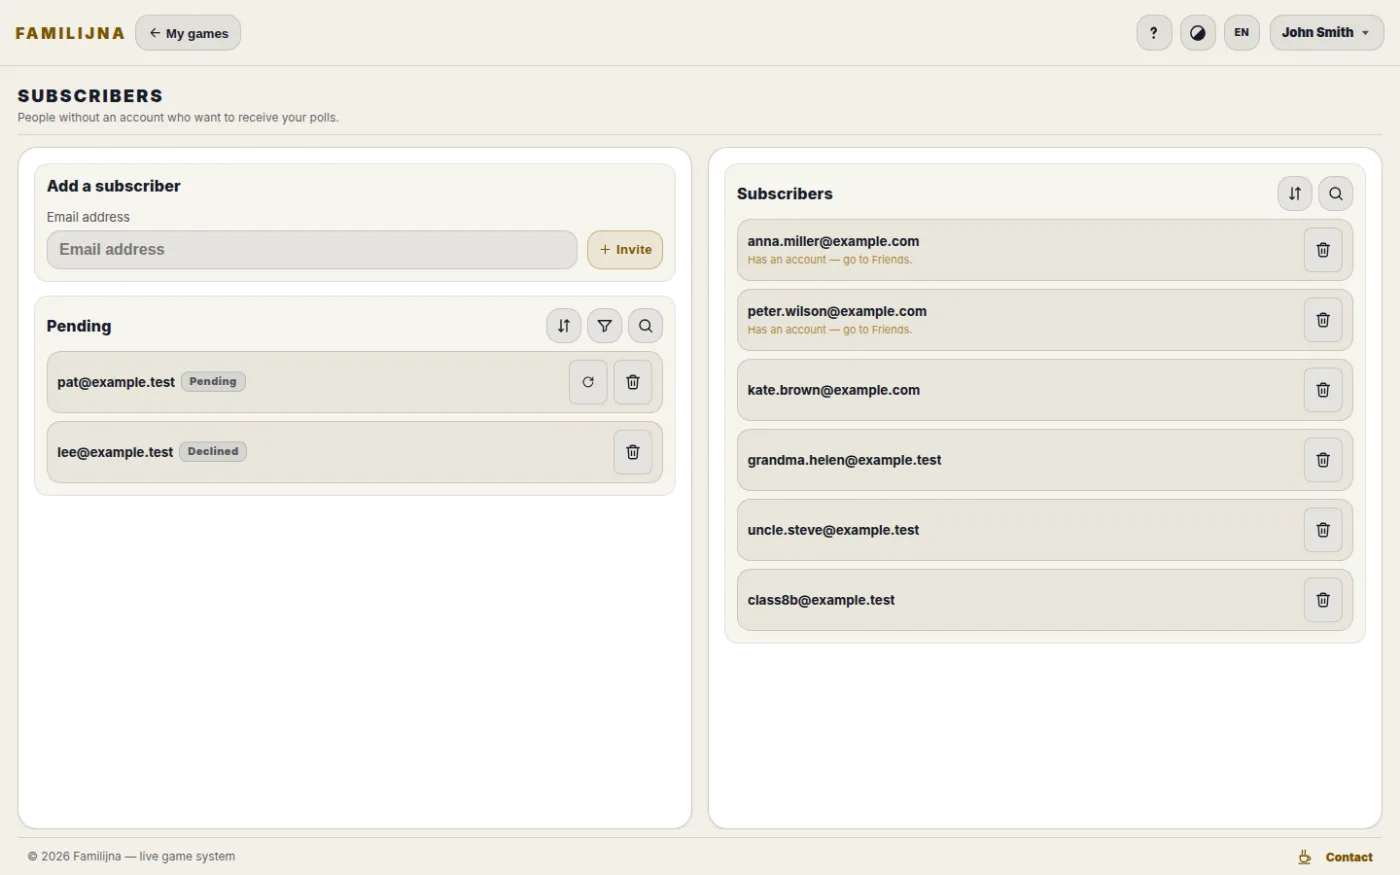 FAMILIJNA
My games
?
EN
John Smith
SUBSCRIBERS
People without an account who want to receive your polls.
Add a subscriber
Email address
Email address
+ Invite
Pending
pat@example.test Pending
lee@example.test Declined
Subscribers
anna.miller@example.com
Has an account — go to Friends.
peter.wilson@example.com
Has an account — go to Friends.
kate.brown@example.com
grandma.helen@example.test
uncle.steve@example.test
class8b@example.test
© 2026 Familijna — live game system
Contact